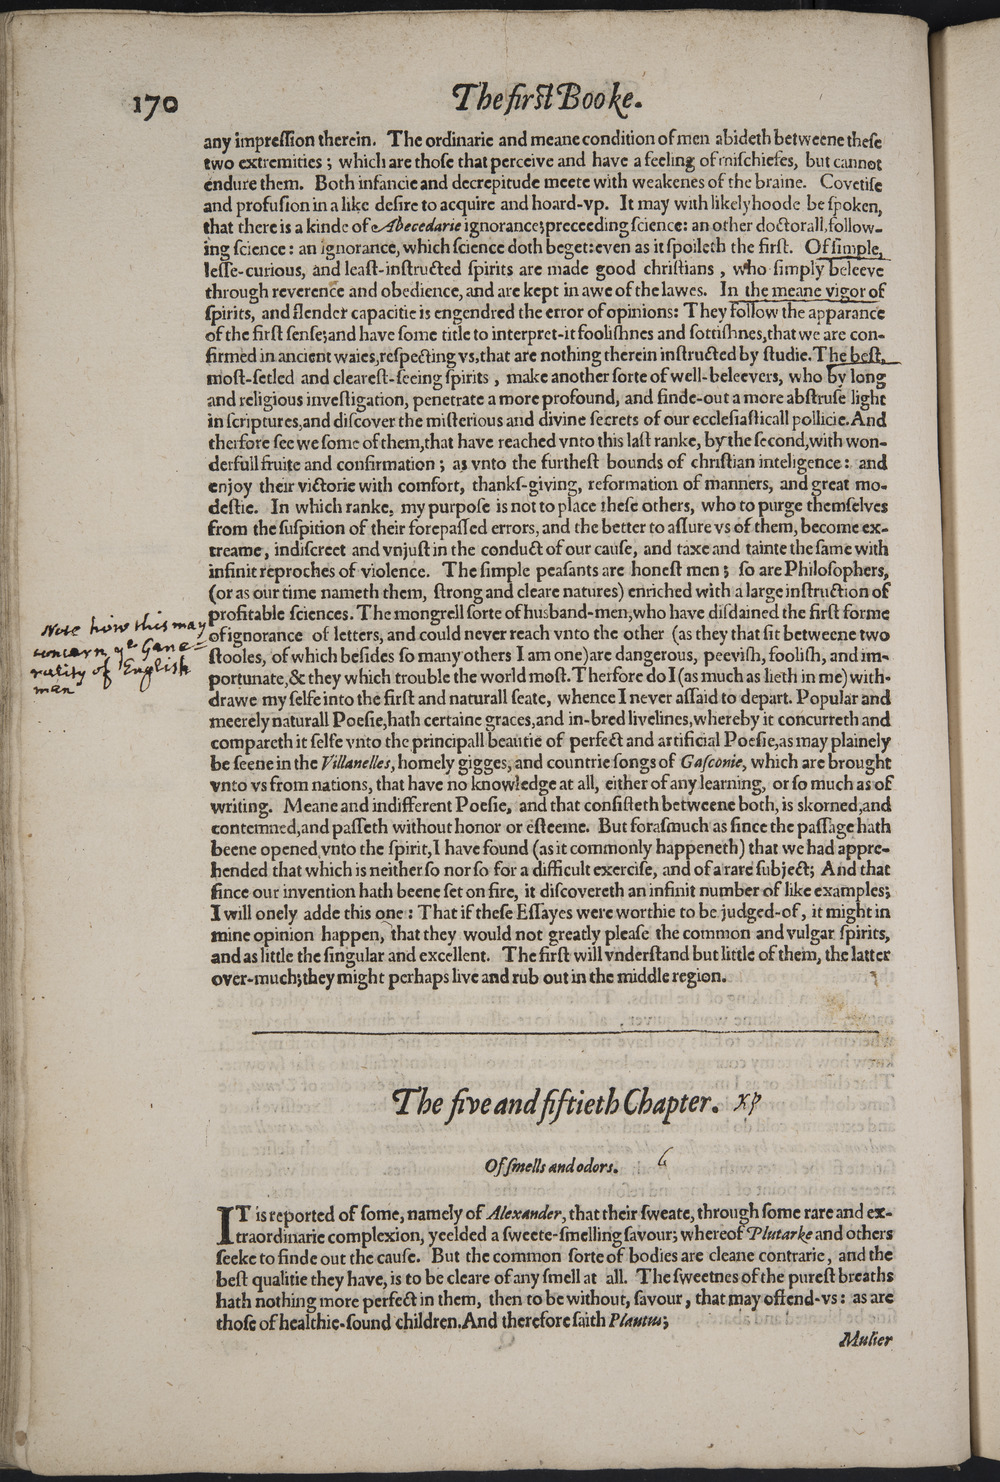 170
The firſt Booke.
any impreſſion therein. The ordinarie and meane condition of men abideth betweene theſe
two extremities ; which are thoſe that perceive and have a feeling of miſchiefes, but cannot
endure them. Both infancie and decrepitude meete with weakenes of the braine. Covetiſe
and profuſion in a like deſire to acquire and hoard-vp. It may with likelyhoode be ſpoken,
that there is a kinde of Abecedarie ignorance; preceeding ſcience: an other doctorall, follow-
ing ſcience : an ignorance, which ſcience doth beget: even as it ſpoileth the firſt. Of ſimple,
leſſe-curious, and leaſt-inſtructed ſpirits are made good chriſtians , who ſimply beleeve
through reverence and obedience, and are kept in awe of the lawes. In the meane vigor of
ſpirits, and ſlender capacitie is engendred the error of opinions: They follow the apparance
of the firſt ſenſe; and have ſome title to interpret-it fooliſhnes and ſottiſhnes, that we are con-
firmed in ancient waies, reſpecting vs, that are nothing therein inſtructed by ſtudie. The beſt,
moſt-ſetled and cleareſt-ſeeing ſpirits , make another ſorte of well-beleevers, who by long
and religious inveſtigation, penetrate a more profound, and finde-out a more abſtruſe light
in ſcriptures, and diſcover the miſterious and divine ſecrets of our eccleſiaſticall pollicie. And
therfore ſee we ſome of them, that have reached vnto this laſt ranke, by the ſecond, with won-
derfull fruite and confirmation ; as vnto the furtheſt bounds of chriſtian inteligence : and
enjoy their victorie with comfort, thankſ-giving, reformation of manners, and great mo-
deſtie. In which ranke, my purpoſe is not to place theſe others, who to purge themſelves
from the ſuſpition of their forepaſſed errors, and the better to aſſure vs of them, become ex-
treame, indiſcreet and vnjuſt in the conduct of our cauſe, and taxe and tainte the ſame with
infinit reproches of violence. The ſimple peaſants are honeſt men ; ſo are Philoſophers,
(or as our time nameth them, ſtrong and cleare natures) enriched with a large inſtruction of
profitable ſciences. The mongrell ſorte of husband-men, who have diſdained the firſt forme
of ignorance of letters, and could never reach vnto the other (as they that ſit betweene two
ſtooles, of which beſides ſo many others I am one) are dangerous, peeviſh, fooliſh, and im-
portunate, & they which trouble the world moſt. Therfore do I (as much as lieth in me) with-
drawe my ſelfe into the firſt and naturall ſeate, whence I never aſſaid to depart. Popular and
meerely naturall Poeſie, hath certaine graces, and in-bred livelines, whereby it concurreth and
compareth it ſelfe vnto the principall beautie of perfect and artificial Poeſie, as may plainely
be ſeene in the Villanelles, homely gigges, and countrie ſongs of Gaſconie, which are brought
vnto vs from nations, that have no knowledge at all, either of any learning, or ſo much as of
writing. Meane and indifferent Poeſie, and that conſiſteth betweene both, is skorned, and
contemned, and paſſeth without honor or eſteeme. But foraſmuch as ſince the paſſage hath
beene opened vnto the ſpirit, I have found (as it commonly happeneth) that we had appre-
hended that which is neither ſo nor ſo for a difficult exerciſe, and of a rare ſubject; And that
ſince our invention hath beene ſet on fire, it diſcovereth an infinit number of like examples;
I will onely adde this one : That if theſe Eſſayes were worthie to be judged-of , it might in
mine opinion happen, that they would not greatly pleaſe the common and vulgar ſpirits,
and as little the ſingular and excellent. The firſt will vnderſtand but little of them, the latter
over-much; they might perhaps live and rub out in the middle region.
Note how this may
concern ye Gane=
rality of English
man
The five and fiftieth Chapter. XP
Of ſmells and odors.
IT is reported of ſome, namely of Alexander, that their ſweate, through ſome rare and ex-
traordinarie complexion, yeelded a ſweete-ſmelling ſavour; whereof Plutarke and others
ſeeke to finde out the cauſe. But the common ſorte of bodies are cleane contrarie, and the
beſt qualitie they have, is to be cleare of any ſmell at all. The ſweetnes of the pureſt breaths
hath nothing more perfect in them, then to be without, ſavour , that may offend-vs : as are
thoſe of healthie-ſound children. And therefore ſaith Plautus;
Mulier